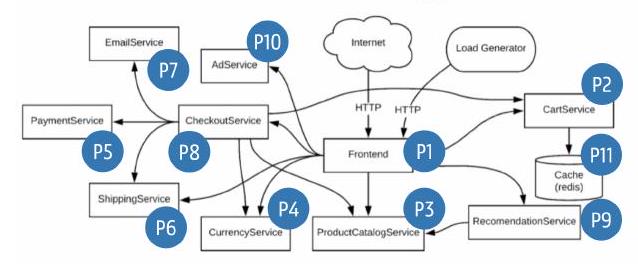 EmailService
P7
AdService
P10
Internet
Load Generator
HTTP
HTTP
P2
CartService
PaymentService
P5
CheckoutService
P8
Frontend
P1
P11
Cache
(redis)
ShippingService
P6
CurrencyService
P4
ProductCatalogService
P3
RecomendationService
P9